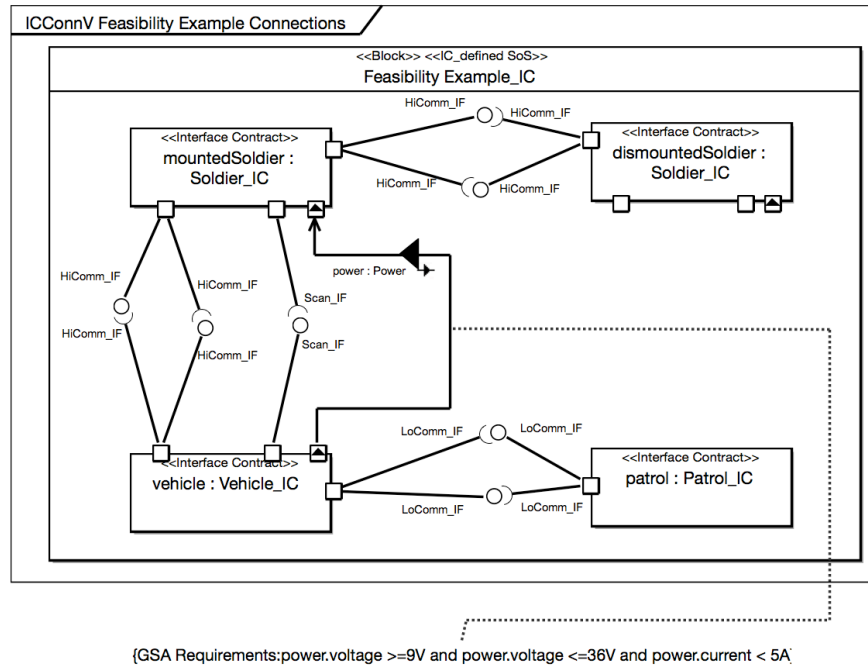 ICConnV Feasibility Example Connections
<<Block>> <<IC_defined SoS>>
Feasibility Example_IC
HiComm_IF
HiComm_IF
<<Interface Contract>>
mountedSoldier :
Soldier_IC
<<Interface Contract>>
dismountedSoldier :
Soldier_IC
HiComm_IF
HiComm_IF
power : Power
HiComm_IF
HiComm_IF
Scan_IF
HiComm_IF
HiComm_IF
Scan_IF
LoComm_IF
LoComm_IF
<<Interface Contract>>
vehicle : Vehicle_IC
<<Interface Contract>>
patrol : Patrol_IC
LoComm_IF
LoComm_IF
{GSA Requirements:power.voltage >=9V and power.voltage <=36V and power.current < 5A}